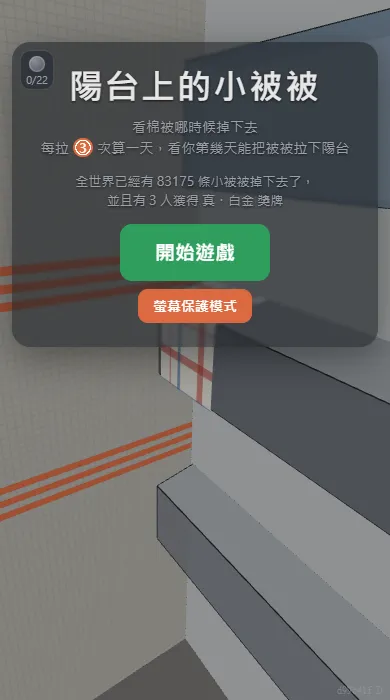 0/22
陽台上的小被被
看棉被哪時候掉下去
每拉 3 次算一天，看你第幾天能把被被拉下陽台
全世界已經有 83175 條小被被掉下去了，
並且有 3 人獲得 真．白金 獎牌
開始遊戲
螢幕保護模式